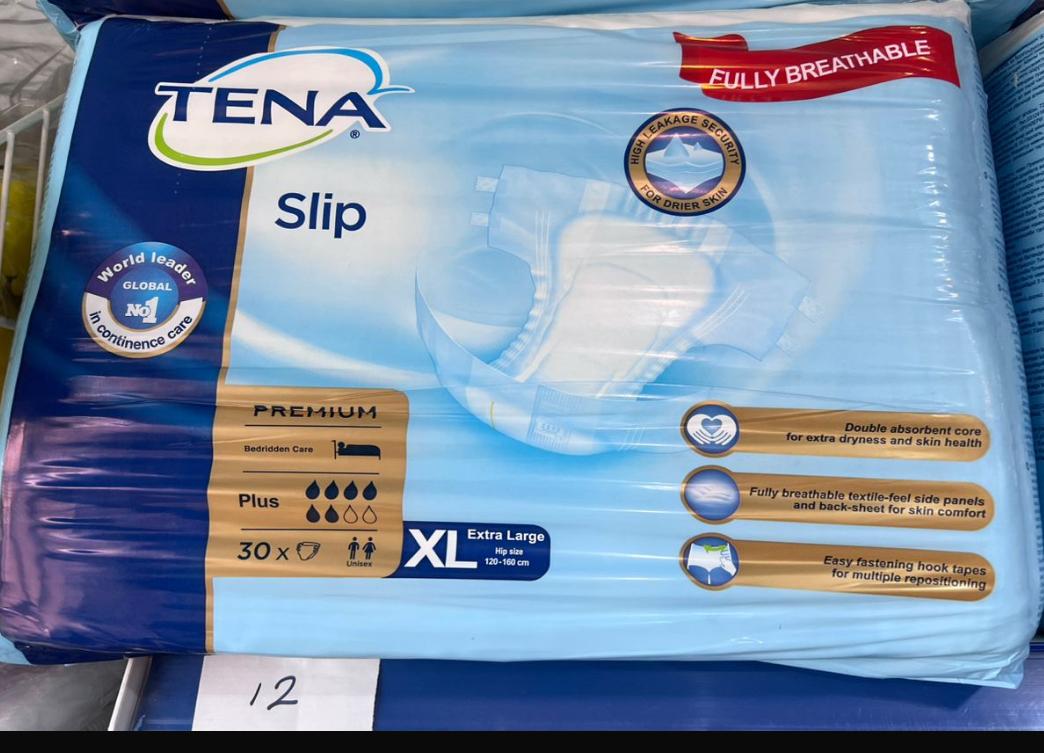 TENA
®
Slip
FULLY BREATHABLE
HIGH LEAKAGE SECURITY
FOR DRIER SKIN
World leader
GLOBAL
No1
in continence care
PREMIUM
Bedridden Care
Plus
30 x
Unisex
XL
Extra Large
Hip size
120-160 cm
Double absorbent core
for extra dryness and skin health
Fully breathable textile-feel side panels
and back-sheet for skin comfort
Easy fastening hook tapes
for multiple repositioning
12